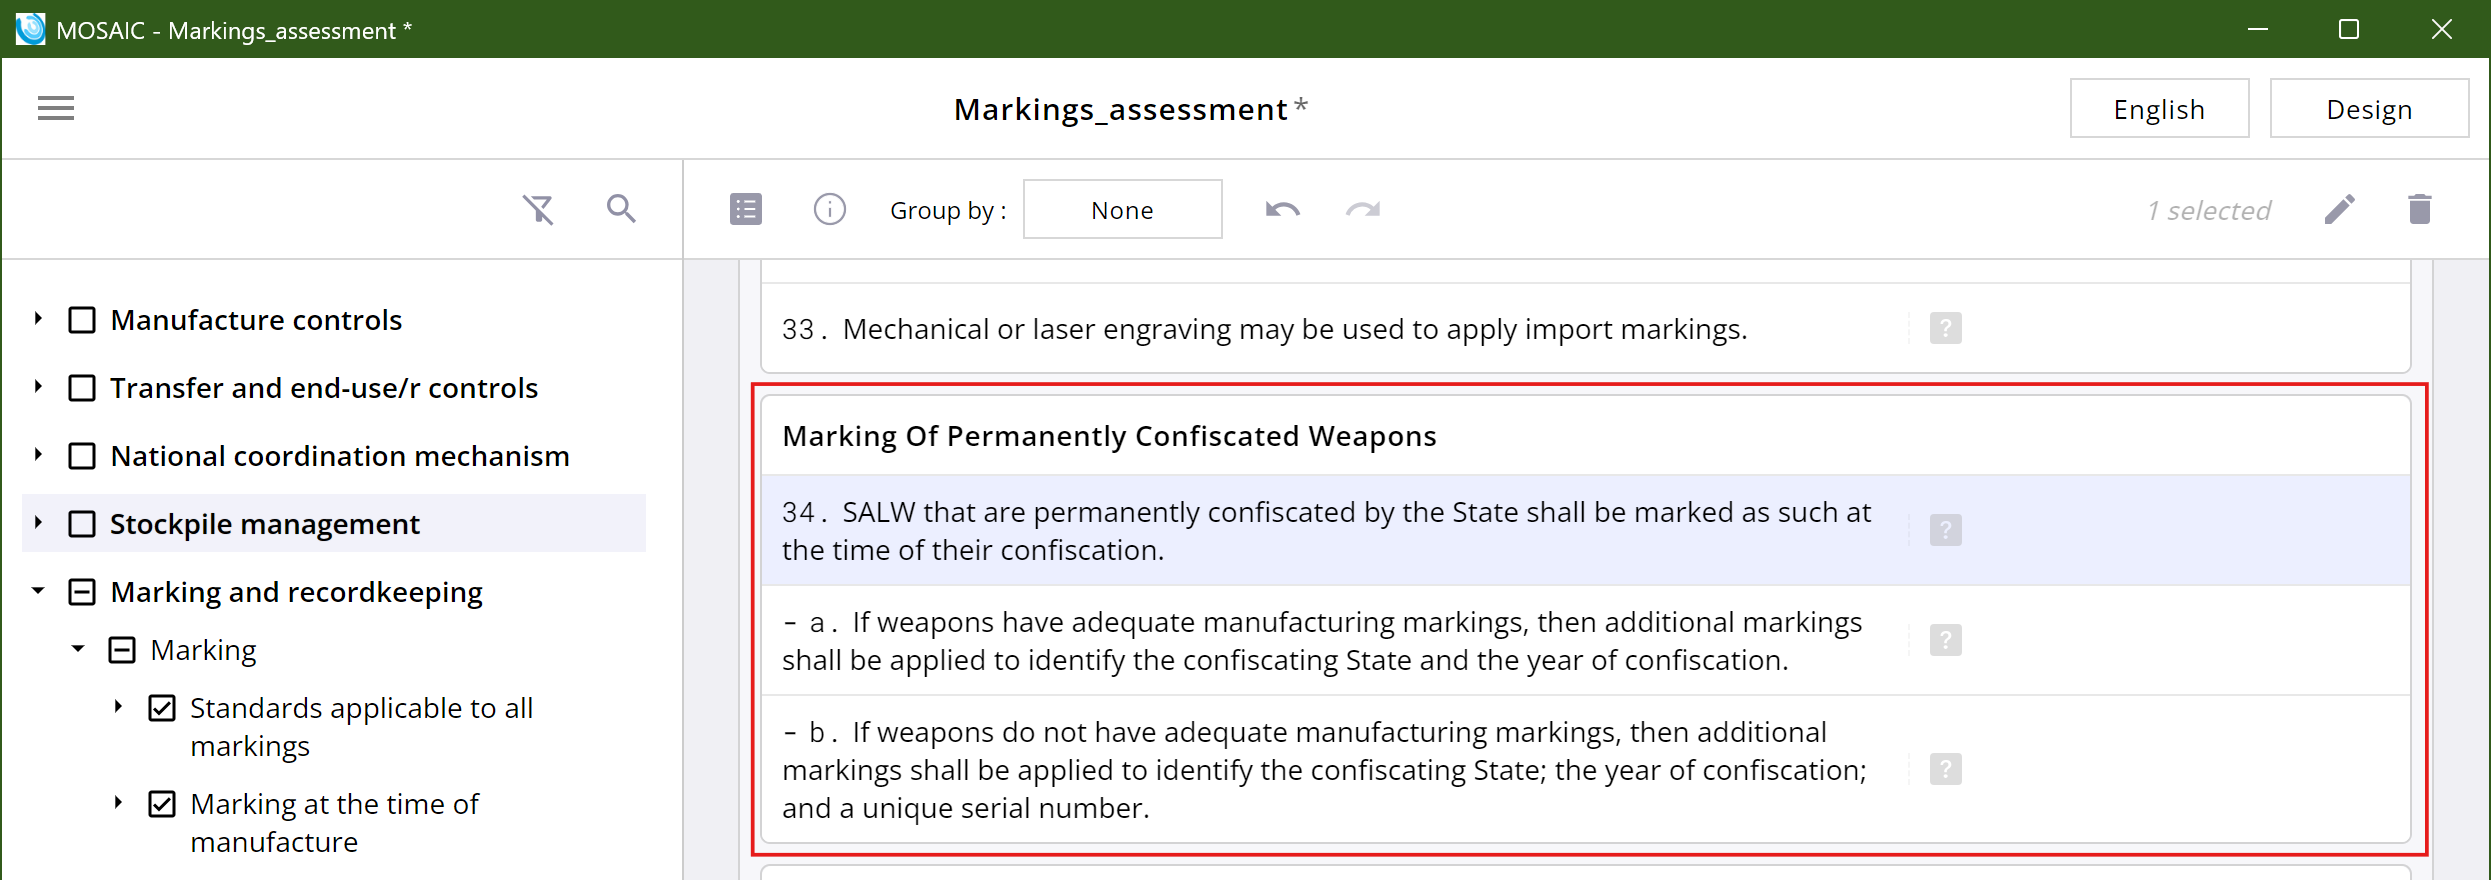 MOSAIC - Markings_assessment *
Markings_assessment *
English
Design
Group by :
None
1 selected
Manufacture controls
Transfer and end-use/r controls
National coordination mechanism
Stockpile management
Marking and recordkeeping
Marking
Standards applicable to all
markings
Marking at the time of
manufacture
33. Mechanical or laser engraving may be used to apply import markings.
?
Marking Of Permanently Confiscated Weapons
34. SALW that are permanently confiscated by the State shall be marked as such at
the time of their confiscation.
?
- a. If weapons have adequate manufacturing markings, then additional markings
shall be applied to identify the confiscating State and the year of confiscation.
?
- b. If weapons do not have adequate manufacturing markings, then additional
markings shall be applied to identify the confiscating State; the year of confiscation;
and a unique serial number.
?